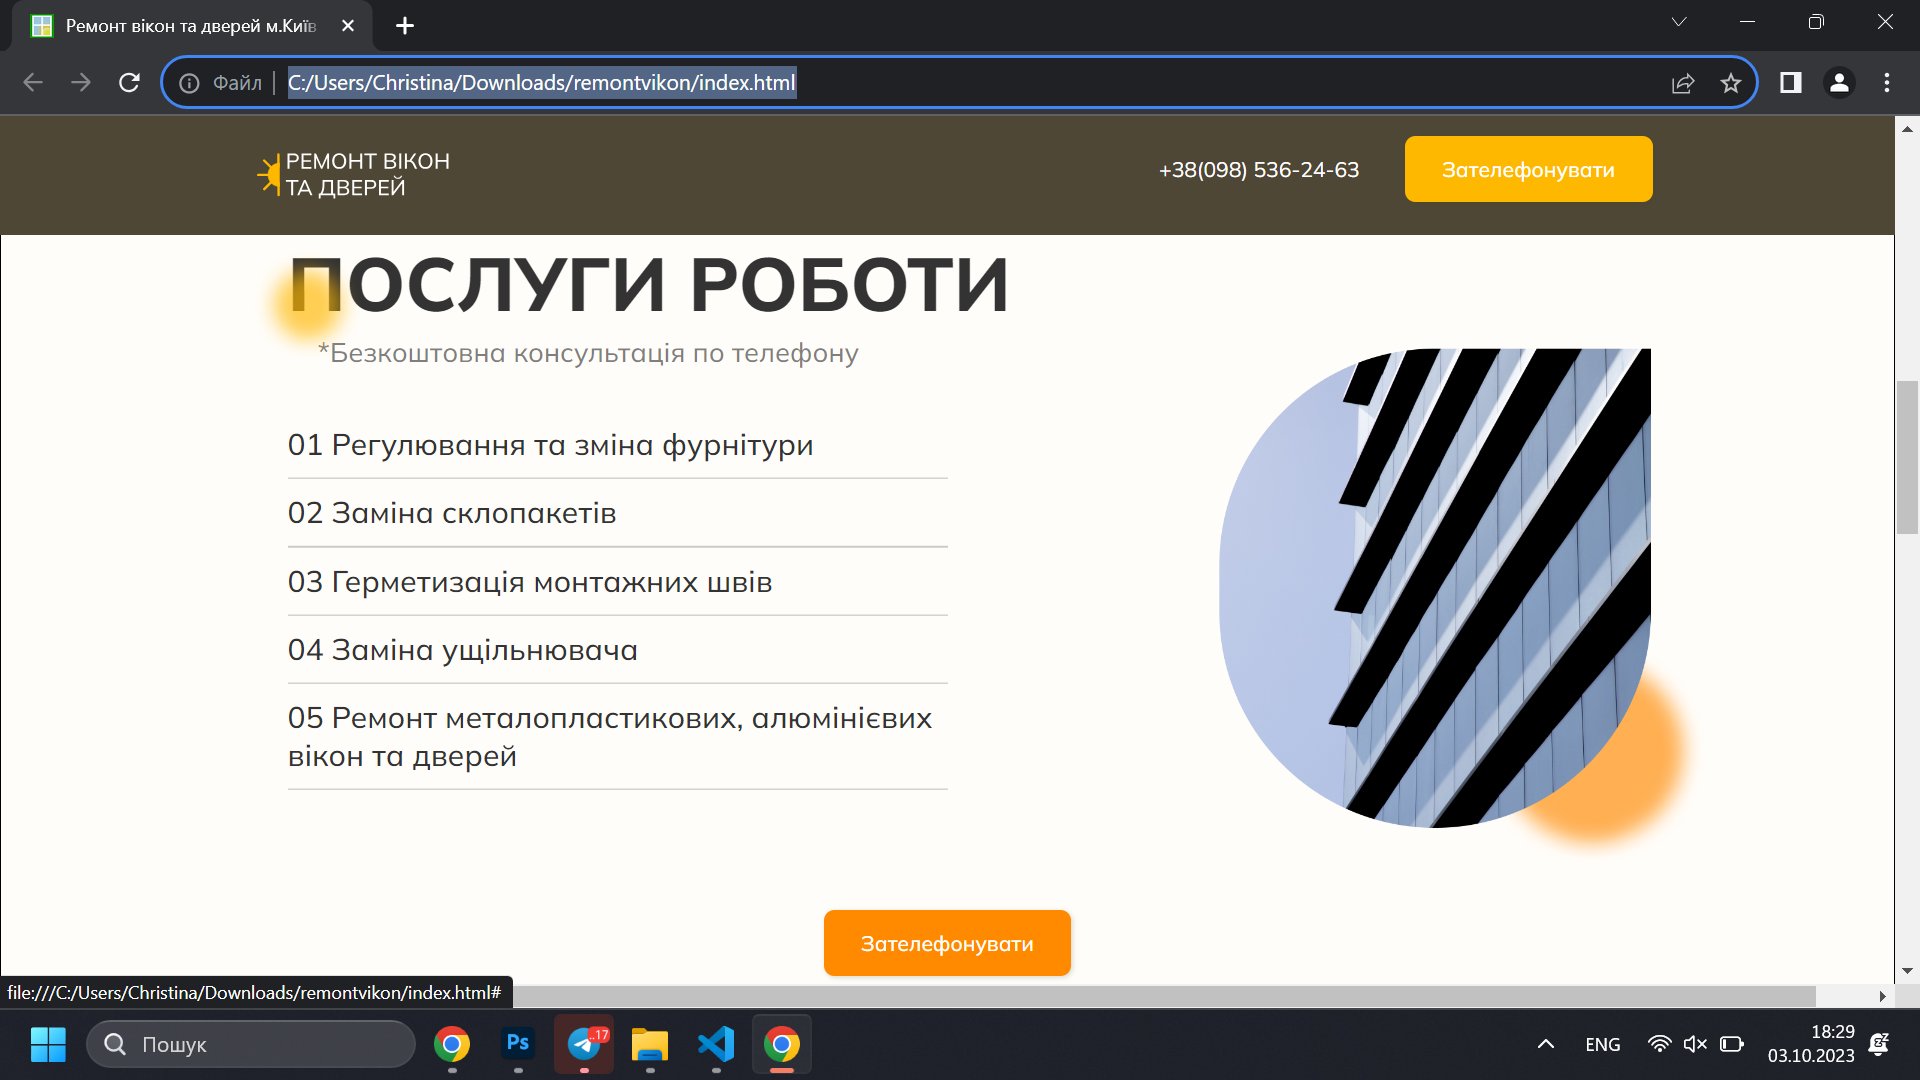 Ремонт вікон та дверей м.Київ
Файл
C:/Users/Christina/Downloads/remontvikon/index.html
РЕМОНТ ВІКОН
ТА ДВЕРЕЙ
+38(098) 536-24-63
Зателефонувати
ПОСЛУГИ РОБОТИ
*Безкоштовна консультація по телефону
01 Регулювання та зміна фурнітури
02 Заміна склопакетів
03 Герметизація монтажних швів
04 Заміна ущільнювача
05 Ремонт металопластикових, алюмінієвих
вікон та дверей
Зателефонувати
file:///C:/Users/Christina/Downloads/remontvikon/index.html#
Пошук
Ps
..17
ENG
18:29
03.10.2023